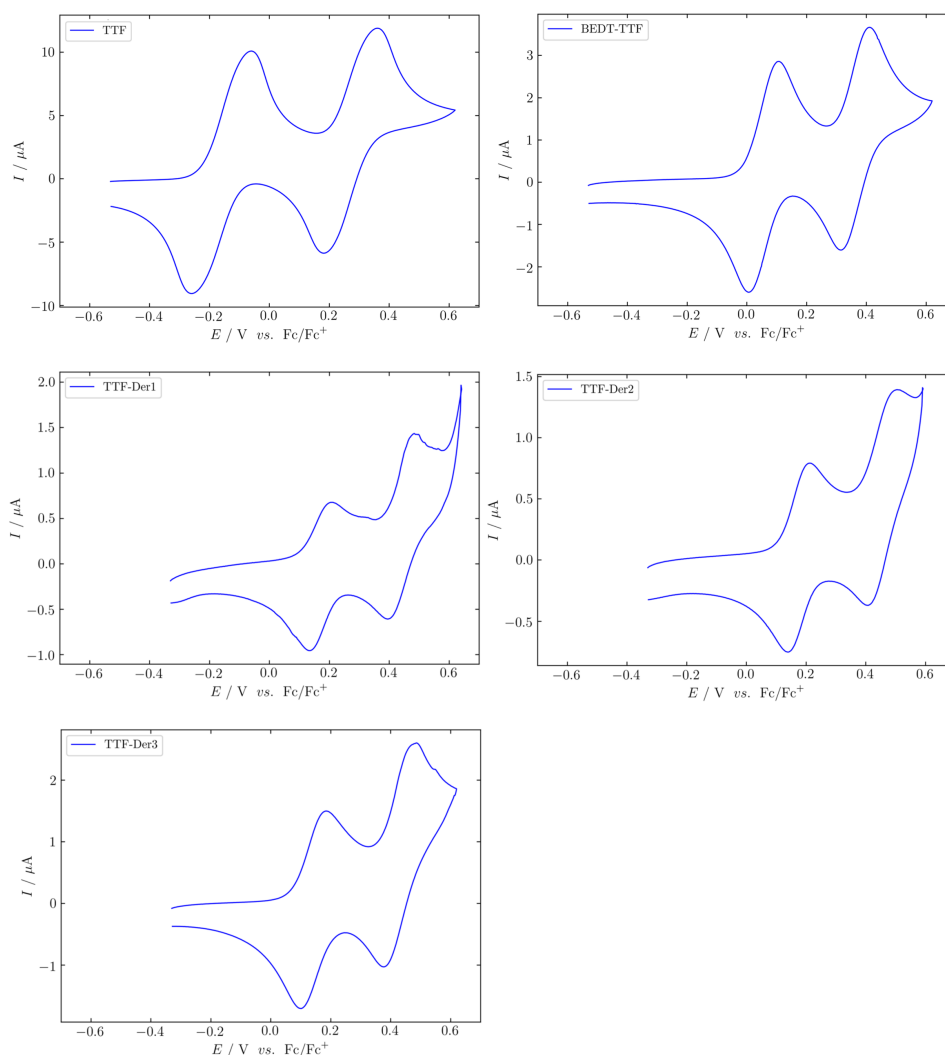 TTF
10
5
0
−5
−10
I / μA
−0.6 −0.4 −0.2 0.0 0.2 0.4 0.6
E / V vs. Fc/Fc⁺
BEDT-TTF
3
2
1
0
−1
−2
I / μA
−0.6 −0.4 −0.2 0.0 0.2 0.4 0.6
E / V vs. Fc/Fc⁺
TTF-Der1
2.0
1.5
1.0
0.5
0.0
−0.5
−1.0
I / μA
−0.6 −0.4 −0.2 0.0 0.2 0.4 0.6
E / V vs. Fc/Fc⁺
TTF-Der2
1.5
1.0
0.5
0.0
−0.5
I / μA
−0.6 −0.4 −0.2 0.0 0.2 0.4 0.6
E / V vs. Fc/Fc⁺
TTF-Der3
2
1
0
−1
I / μA
−0.6 −0.4 −0.2 0.0 0.2 0.4 0.6
E / V vs. Fc/Fc⁺